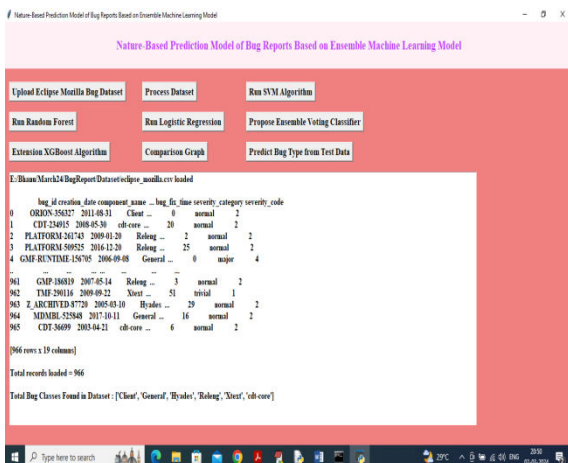 Nature-Based Prediction Model of Bug Reports Based on Ensemble Machine Learning Model
Nature-Based Prediction Model of Bug Reports Based on Ensemble Machine Learning Model
Upload Eclipse Mozilla Bug Dataset Process Dataset Run SVM Algorithm
Run Random Forest Run Logistic Regression Propose Ensemble Voting Classifier
Extension XGBoost Algorithm Comparison Graph Predict Bug Type from Test Data
E:/Bhanu/March24/BugReport/Dataset/eclipse_mozilla.csv loaded
bug_id creation_date component_name ... bug_fix_time severity_category severity_code
0 ORION-356327 2011-08-31 Client ... 0 normal 2
1 CDT-234915 2008-05-30 cdt-core ... 20 normal 2
2 PLATFORM-261743 2009-01-20 Releng ... 2 normal 2
3 PLATFORM-509525 2016-12-20 Releng ... 25 normal 2
4 GMF-RUNTIME-156705 2006-09-08 General ... 0 major 4
.. ... ... ... ... ... ... ...
961 GMP-186819 2007-05-14 Releng ... 3 normal 2
962 TMF-290116 2009-09-22 Xtext ... 51 trivial 1
963 Z_ARCHIVED-87720 2005-03-10 Hyades ... 29 normal 2
964 MDMBL-525848 2017-10-11 General ... 16 normal 2
965 CDT-36699 2003-04-21 cdt-core ... 6 normal 2
[966 rows x 19 columns]
Total records loaded = 966
Total Bug Classes Found in Dataset : ['Client', 'General', 'Hyades', 'Releng', 'Xtext', 'cdt-core']
Type here to search 29°C ENG 20:50